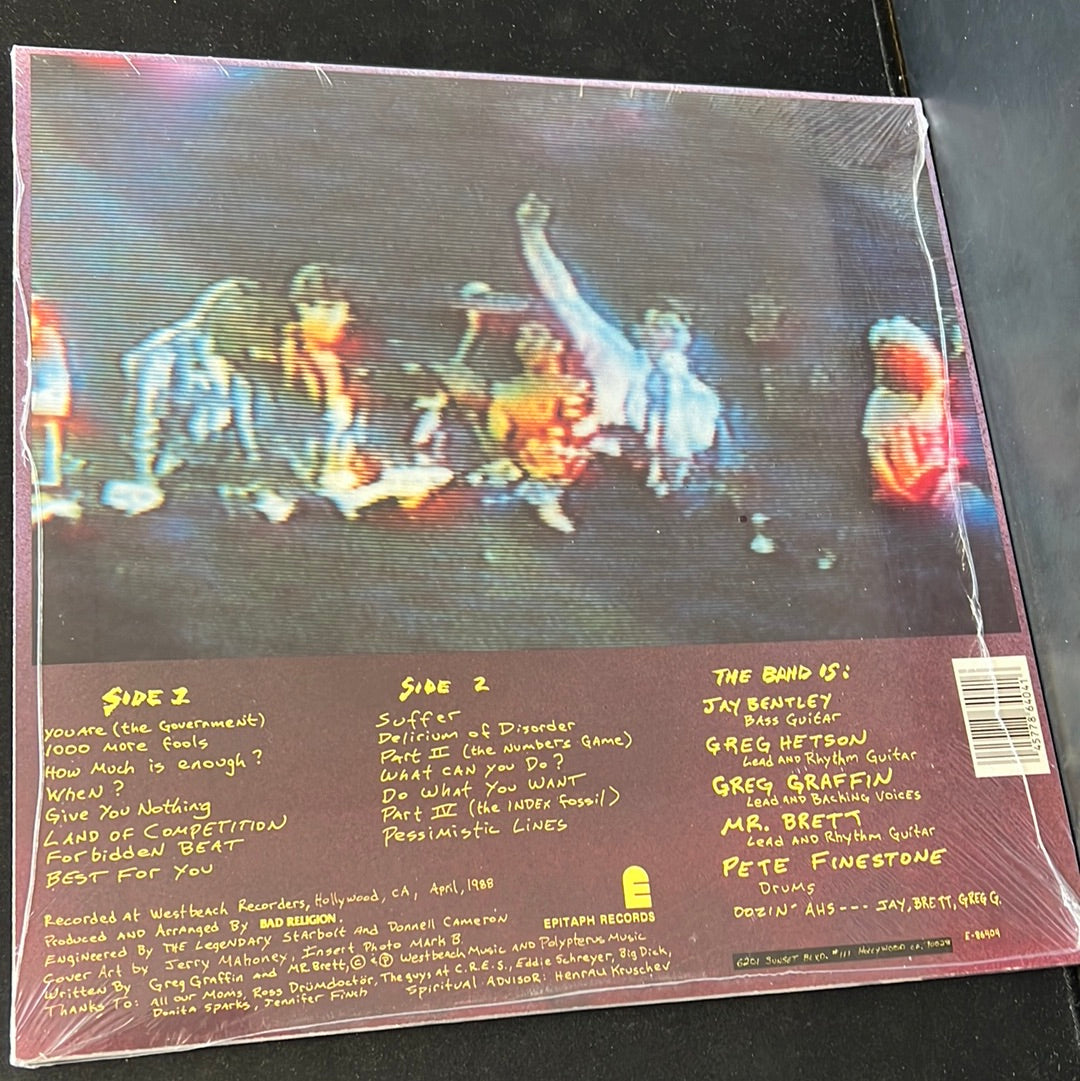 SIDE 1
You Are (the Government)
1000 More Fools
How Much is enough?
When?
Give You Nothing
LAND OF COMPETITION
Forbidden BEAT
BEST FOR YOU
SIDE 2
Suffer
Delirium of Disorder
Part II (the Numbers Game)
What CAN You Do?
Do What You WANT
Part IV (the INDEX fossil)
Pessimistic LINES
THE BAND IS:
JAY BENTLEY
BASS Guitar
GREG HETSON
Lead AND Rhythm Guitar
GREG GRAFFIN
Lead AND BACKING VOICES
MR. BRETT
Lead AND Rhythm Guitar
PETE FINESTONE
Drums
OOZIN' AHS --- JAY, BRETT, GREG G.
E-86404
6201 SUNSET BLVD. #111 HOLLYWOOD CA. 90028
45778 64041
E
EPITAPH RECORDS
Recorded At Westbeach Recorders, Hollywood, CA, April, 1988
Produced AND Arranged By BAD RELIGION.
Engineered By THE LEGENDARY Starbolt And Donnell Cameron
Cover Art by Jerry Mahoney, Insert Photo Mark B.
Written By Greg Graffin and MR. Brett, © & ℗ Westbeach Music AND Polypterus Music
Thanks To: All our Moms, Ross Drümdoctör, The guys at C.R.E.S., Eddie Schreyer, Big Dick,
Donita Sparks, Jennifer Finch Spiritual ADVISOR: Henrau Kruschev